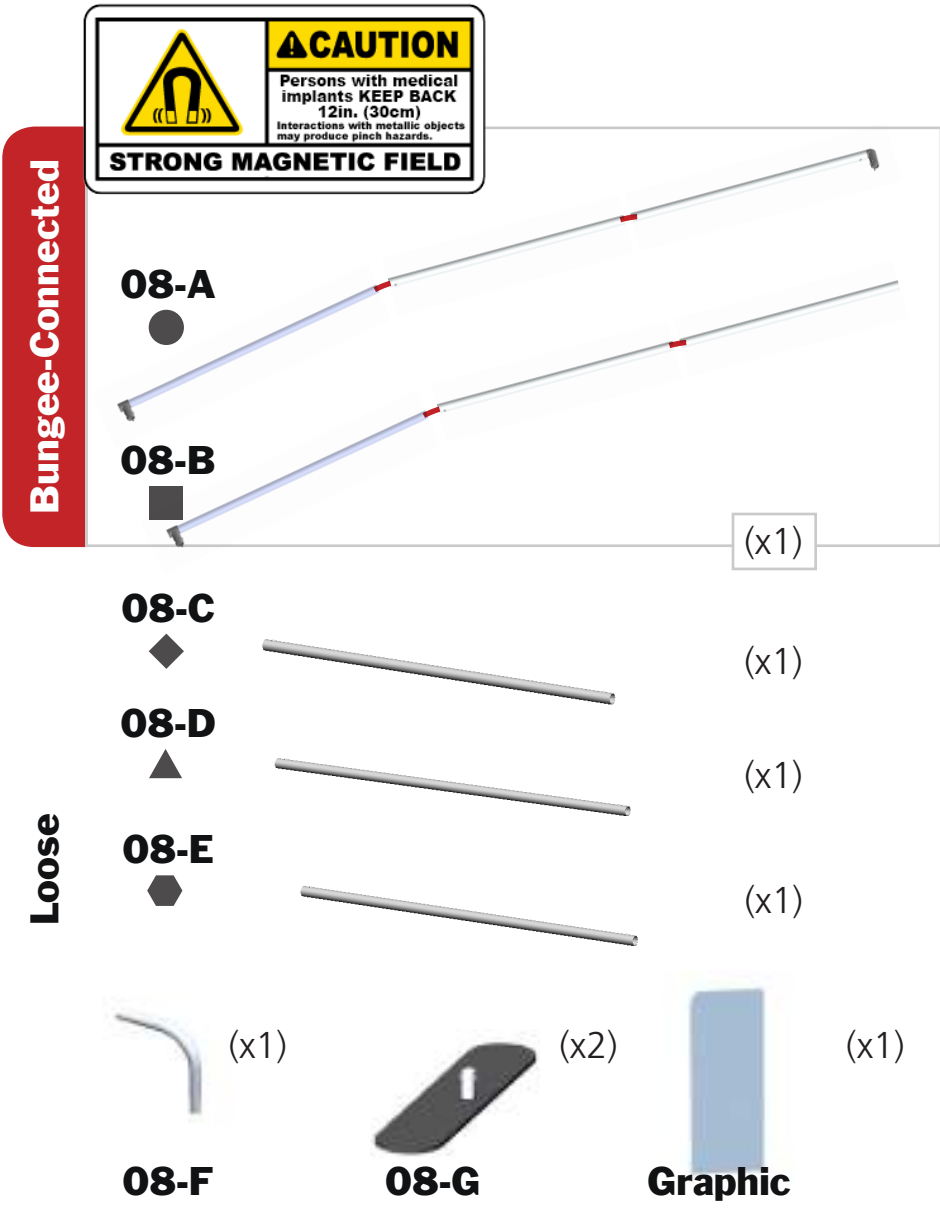 CAUTION
Persons with medical
implants KEEP BACK
12in. (30cm)
Interactions with metallic objects
may produce pinch hazards.
STRONG MAGNETIC FIELD
Bungee-Connected
08-A
08-B
(x1)
Loose
08-C
(x1)
08-D
(x1)
08-E
(x1)
(x1)
(x2)
(x1)
08-F
08-G
Graphic